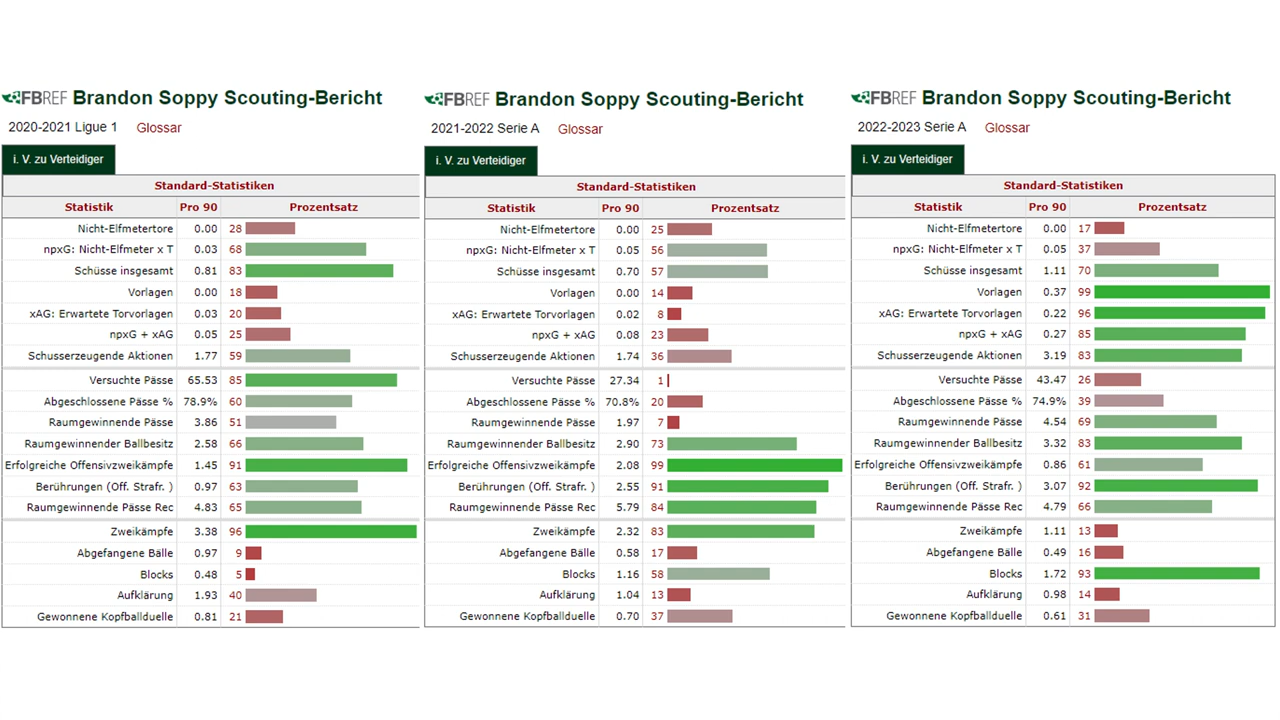 FBREF Brandon Soppy Scouting-Bericht
2020-2021 Ligue 1 Glossar
i. V. zu Verteidiger
Standard-Statistiken
Statistik Pro 90 Prozentsatz
Nicht-Elfmetertore 0.00 28
npxG: Nicht-Elfmeter x T 0.03 68
Schüsse insgesamt 0.81 83
Vorlagen 0.00 18
xAG: Erwartete Torvorlagen 0.03 20
npxG + xAG 0.05 25
Schusserzeugende Aktionen 1.77 59
Versuchte Pässe 65.53 85
Abgeschlossene Pässe % 78.9% 60
Raumgewinnende Pässe 3.86 51
Raumgewinnender Ballbesitz 2.58 66
Erfolgreiche Offensivzweikämpfe 1.45 91
Berührungen (Off. Strafr. ) 0.97 63
Raumgewinnende Pässe Rec 4.83 65
Zweikämpfe 3.38 96
Abgefangene Bälle 0.97 9
Blocks 0.48 5
Aufklärung 1.93 40
Gewonnene Kopfballduelle 0.81 21
FBREF Brandon Soppy Scouting-Bericht
2021-2022 Serie A Glossar
i. V. zu Verteidiger
Standard-Statistiken
Statistik Pro 90 Prozentsatz
Nicht-Elfmetertore 0.00 25
npxG: Nicht-Elfmeter x T 0.05 56
Schüsse insgesamt 0.70 57
Vorlagen 0.00 14
xAG: Erwartete Torvorlagen 0.02 8
npxG + xAG 0.08 23
Schusserzeugende Aktionen 1.74 36
Versuchte Pässe 27.34 1
Abgeschlossene Pässe % 70.8% 20
Raumgewinnende Pässe 1.97 7
Raumgewinnender Ballbesitz 2.90 73
Erfolgreiche Offensivzweikämpfe 2.08 99
Berührungen (Off. Strafr. ) 2.55 91
Raumgewinnende Pässe Rec 5.79 84
Zweikämpfe 2.32 83
Abgefangene Bälle 0.58 17
Blocks 1.16 58
Aufklärung 1.04 13
Gewonnene Kopfballduelle 0.70 37
FBREF Brandon Soppy Scouting-Bericht
2022-2023 Serie A Glossar
i. V. zu Verteidiger
Standard-Statistiken
Statistik Pro 90 Prozentsatz
Nicht-Elfmetertore 0.00 17
npxG: Nicht-Elfmeter x T 0.05 37
Schüsse insgesamt 1.11 70
Vorlagen 0.37 99
xAG: Erwartete Torvorlagen 0.22 96
npxG + xAG 0.27 85
Schusserzeugende Aktionen 3.19 83
Versuchte Pässe 43.47 26
Abgeschlossene Pässe % 74.9% 39
Raumgewinnende Pässe 4.54 69
Raumgewinnender Ballbesitz 3.32 83
Erfolgreiche Offensivzweikämpfe 0.86 61
Berührungen (Off. Strafr. ) 3.07 92
Raumgewinnende Pässe Rec 4.79 66
Zweikämpfe 1.11 13
Abgefangene Bälle 0.49 16
Blocks 1.72 93
Aufklärung 0.98 14
Gewonnene Kopfballduelle 0.61 31